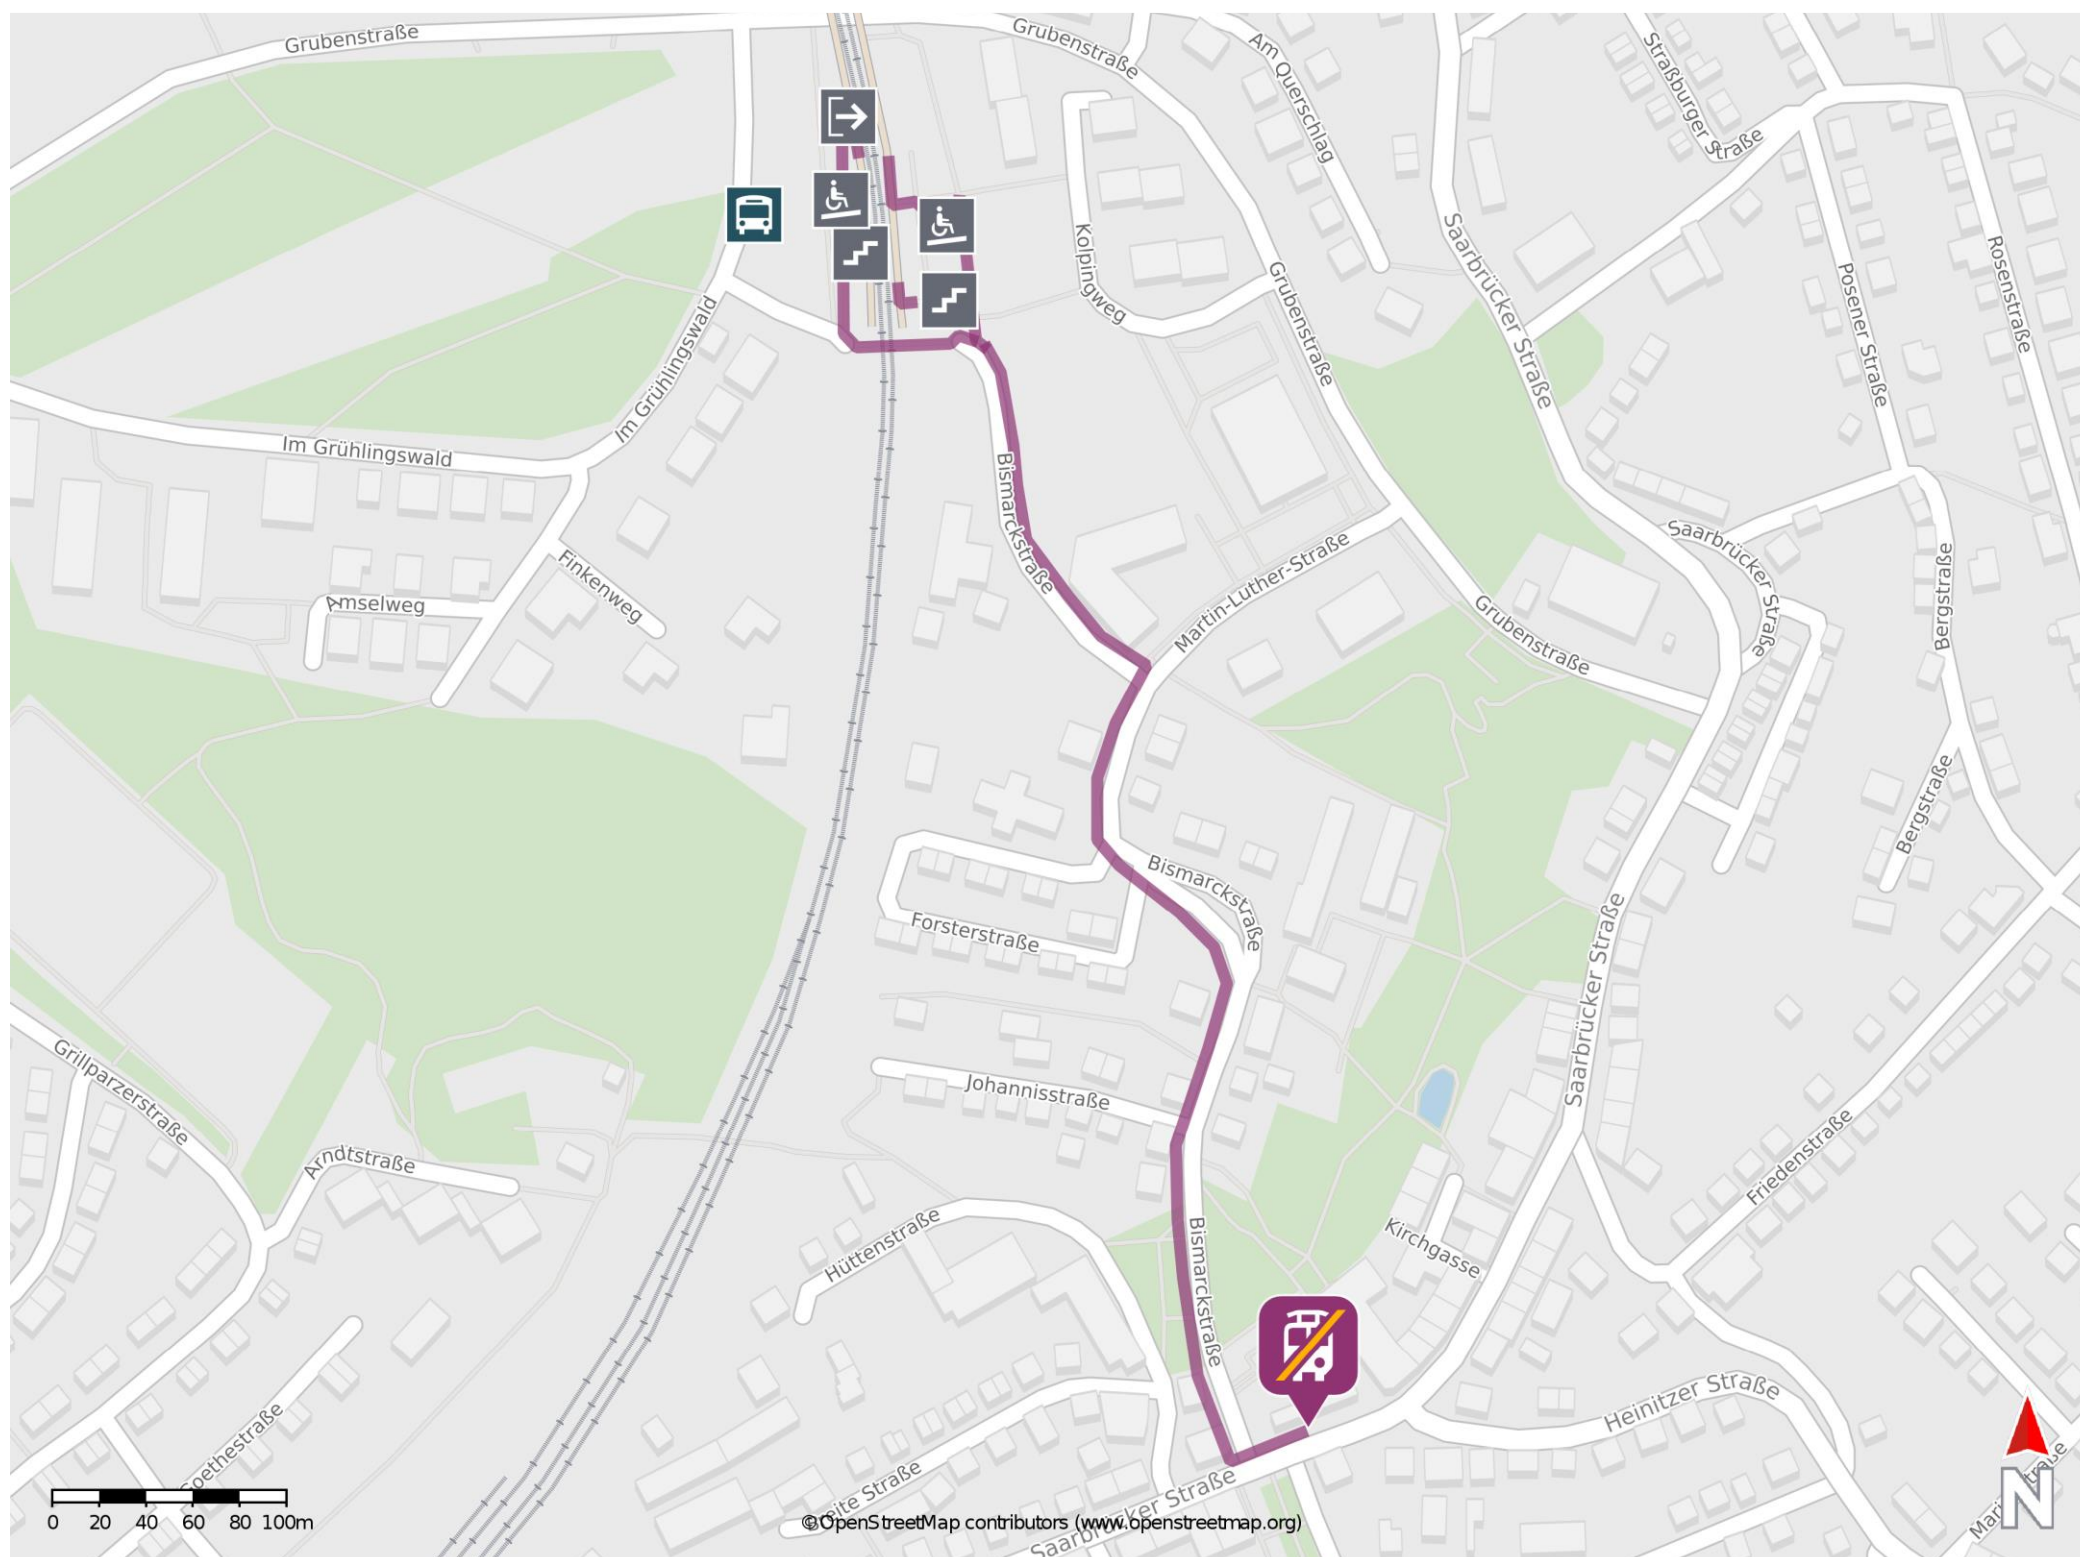 Grubenstraße
Grubenstraße
Am Querschlag
Straßburger Straße
Kolpingweg
Saarbrücker Straße
Rosenstraße
Posener Straße
Grubenstraße
Im Grühlingswald
Im Grühlingswald
Bismarckstraße
Saarbrücker Straße
Finkenweg
Amselweg
Martin-Luther-Straße
Grubenstraße
Bergstraße
Bergstraße
Bismarckstraße
Forsterstraße
Saarbrücker Straße
Grillparzerstraße
Johannisstraße
Arndtstraße
Friedenstraße
Hüttenstraße
Bismarckstraße
Kirchgasse
Heinitzer Straße
Goethestraße
Saarbrücker Straße
N
0 20 40 60 80 100m
©OpenStreetMap contributors (www.openstreetmap.org)